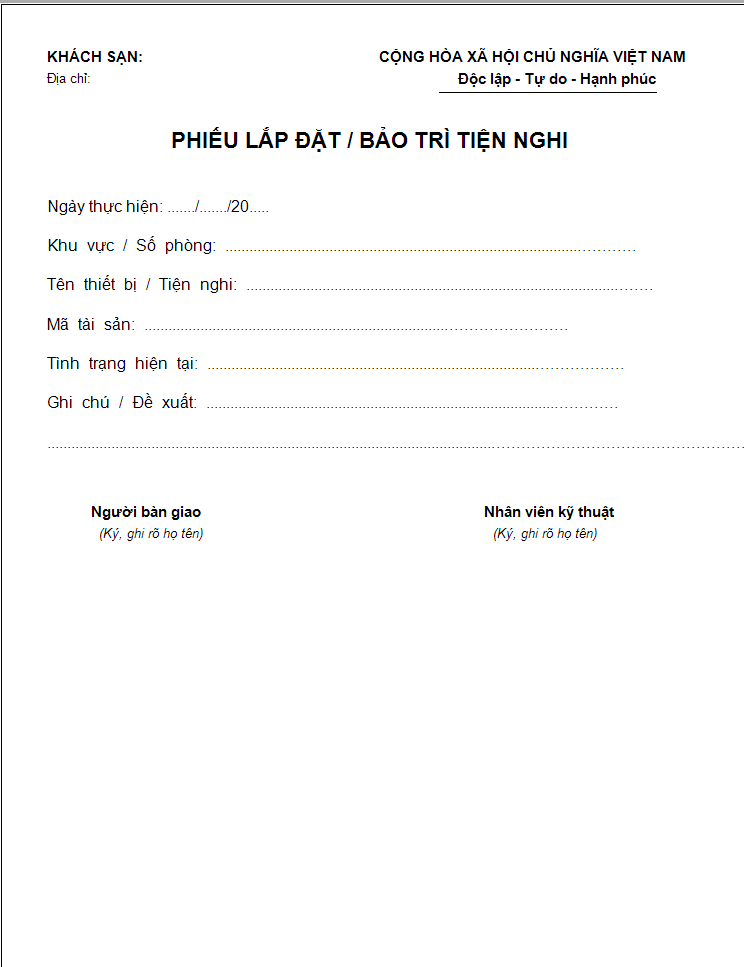 KHÁCH SẠN:
CỘNG HÒA XÃ HỘI CHỦ NGHĨA VIỆT NAM
Địa chỉ:
Độc lập - Tự do - Hạnh phúc
PHIẾU LẮP ĐẶT / BẢO TRÌ TIỆN NGHI
Ngày thực hiện: ......./......./20.....
Khu vực / Số phòng: ..........................................................................................…………
Tên thiết bị / Tiện nghi: ............................................................................................………
Mã tài sản: ............................................................................……………………
Tình trạng hiện tại: ....................................................................................………………
Ghi chú / Đề xuất: ........................................................................................…………
................................................................................................................……………………………………………
Người bàn giao
Nhân viên kỹ thuật
(Ký, ghi rõ họ tên)
(Ký, ghi rõ họ tên)